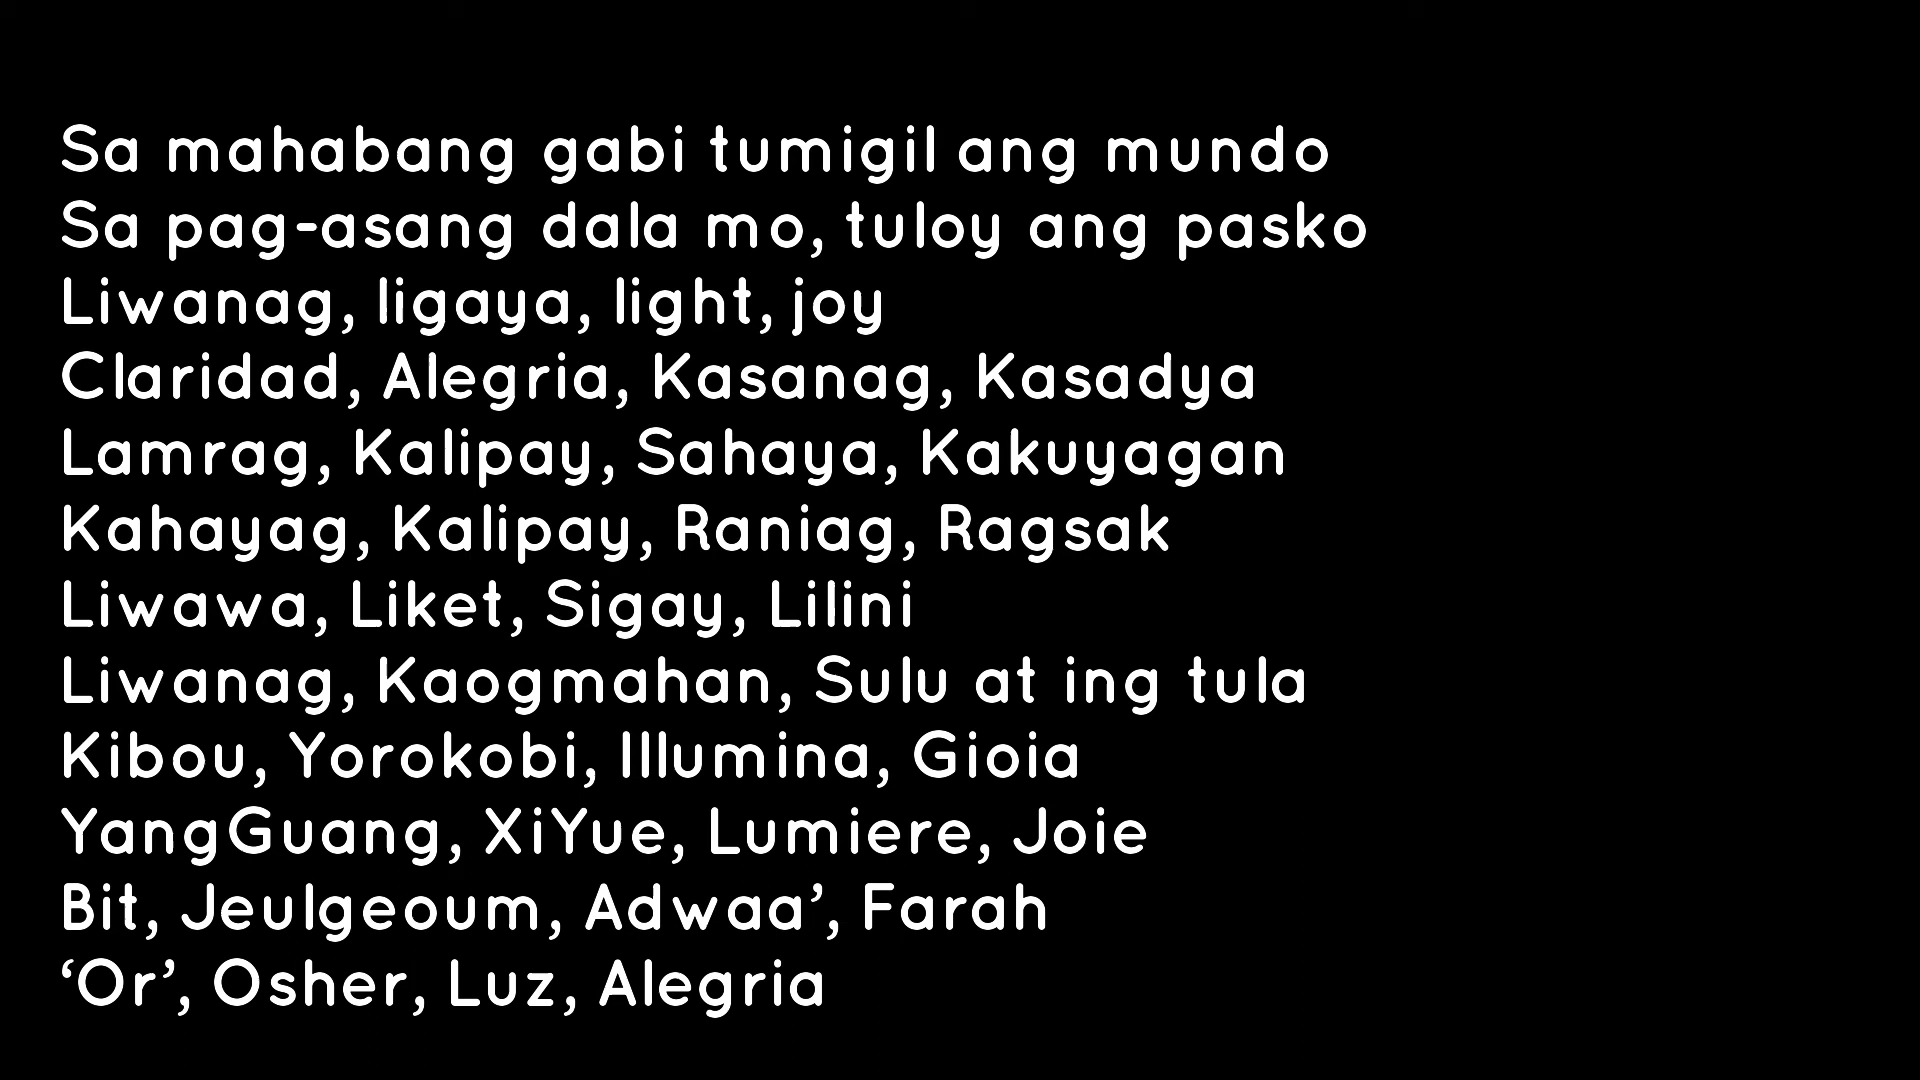 Sa mahabang gabi tumigil ang mundo
Sa pag-asang dala mo, tuloy ang pasko
Liwanag, ligaya, light, joy
Claridad, Alegria, Kasanag, Kasadya
Lamrag, Kalipay, Sahaya, Kakuyagan
Kahayag, Kalipay, Raniag, Ragsak
Liwawa, Liket, Sigay, Lilini
Liwanag, Kaogmahan, Sulu at ing tula
Kibou, Yorokobi, Illumina, Gioia
YangGuang, XiYue, Lumiere, Joie
Bit, Jeulgeoum, Adwaa’, Farah
‘Or’, Osher, Luz, Alegria